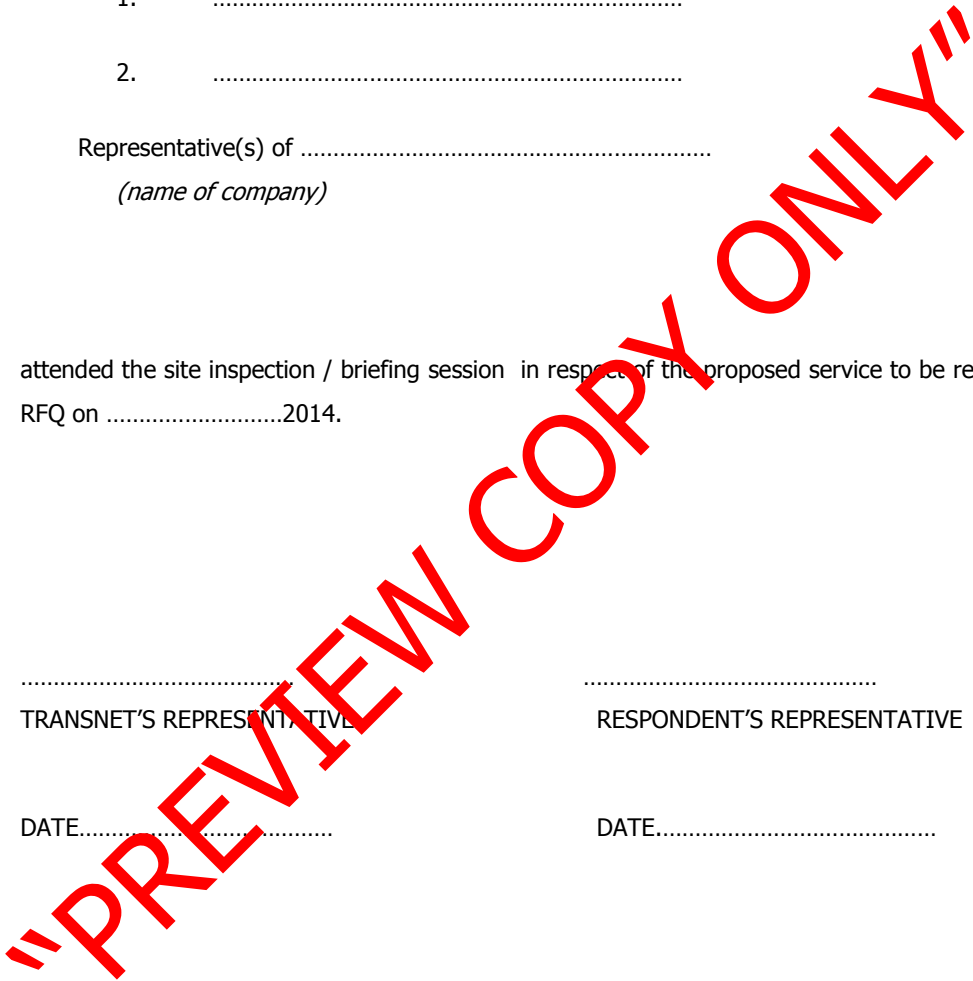 1. ………………………………………………………………
2. ………………………………………………………………
Representative(s) of ………………………………………………………
(name of company)
attended the site inspection / briefing session in respect of the proposed service to be re
RFQ on ………………………2014.
…………………………………… ………………………………………
TRANSNET’S REPRESENTATIVE RESPONDENT’S REPRESENTATIVE
DATE………………………………… DATE……………………………………
“PREVIEW COPY ONLY”